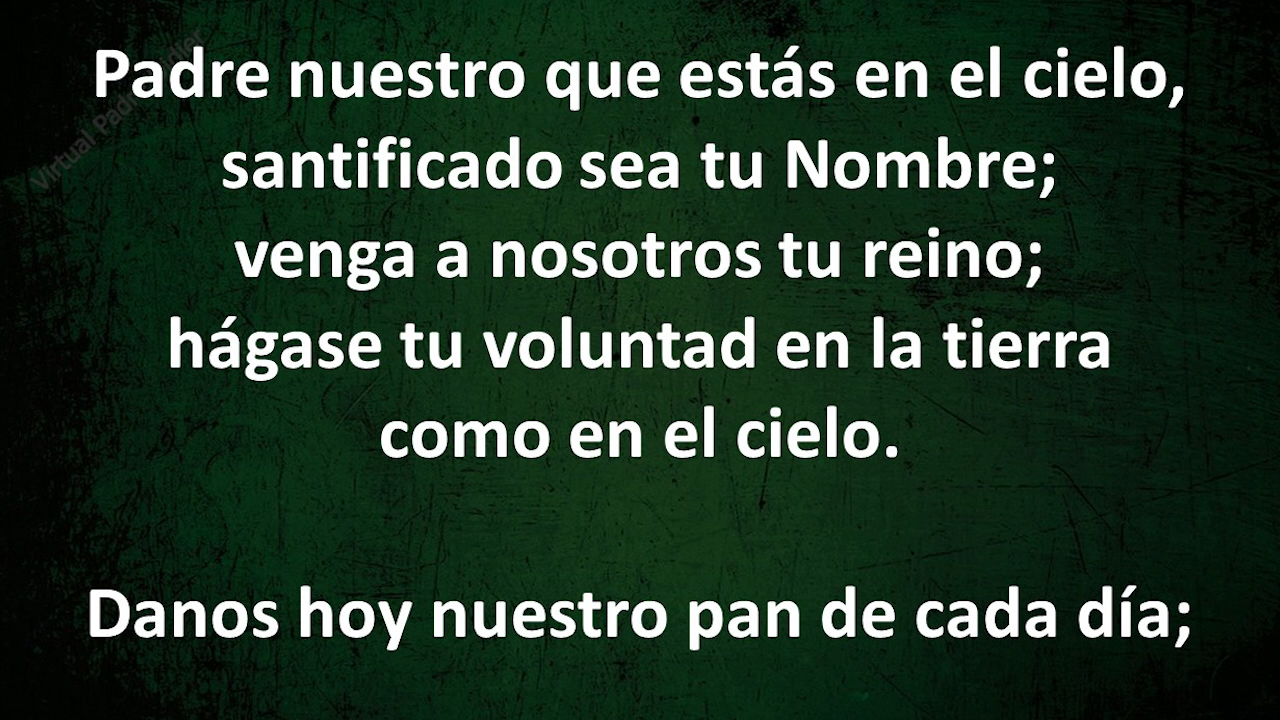 Padre nuestro que estás en el cielo,
santificado sea tu Nombre;
venga a nosotros tu reino;
hágase tu voluntad en la tierra
como en el cielo.
Danos hoy nuestro pan de cada día;
Virtual